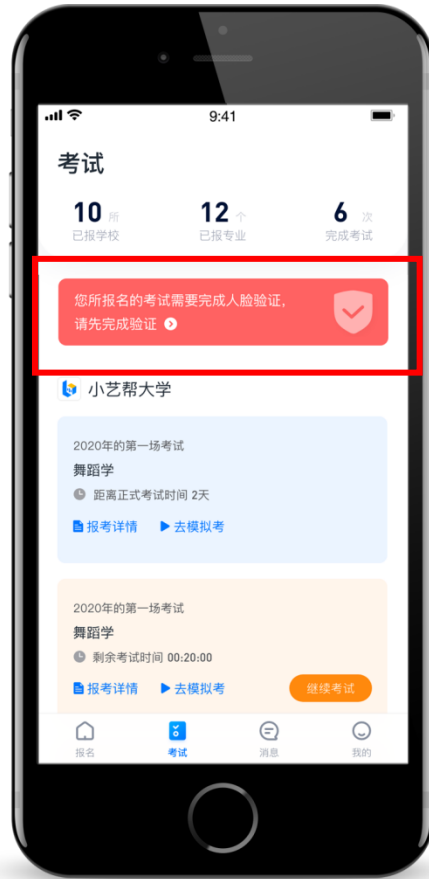 9:41
考试
10 所
12 个
6 次
已报学校
已报专业
完成考试
您所报名的考试需要完成人脸验证,
请先完成验证
小艺帮大学
2020年的第一场考试
舞蹈学
距离正式考试时间 2天
报考详情
去模拟考
2020年的第一场考试
舞蹈学
剩余考试时间 00:20:00
报考详情
去模拟考
继续考试
报名
考试
消息
我的